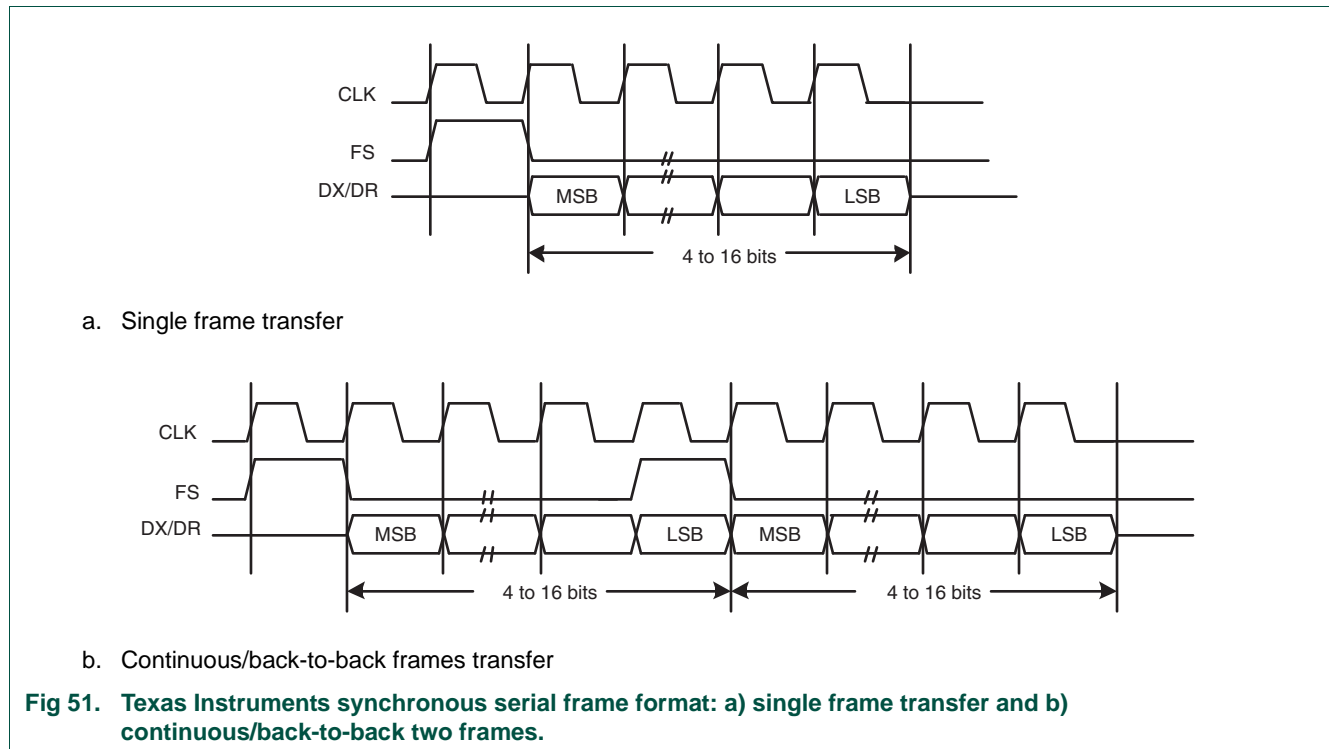 CLK
FS
DX/DR
MSB LSB
4 to 16 bits
a. Single frame transfer
CLK
FS
DX/DR
MSB LSB MSB LSB
4 to 16 bits 4 to 16 bits
b. Continuous/back-to-back frames transfer
Fig 51. Texas Instruments synchronous serial frame format: a) single frame transfer and b)
continuous/back-to-back two frames.